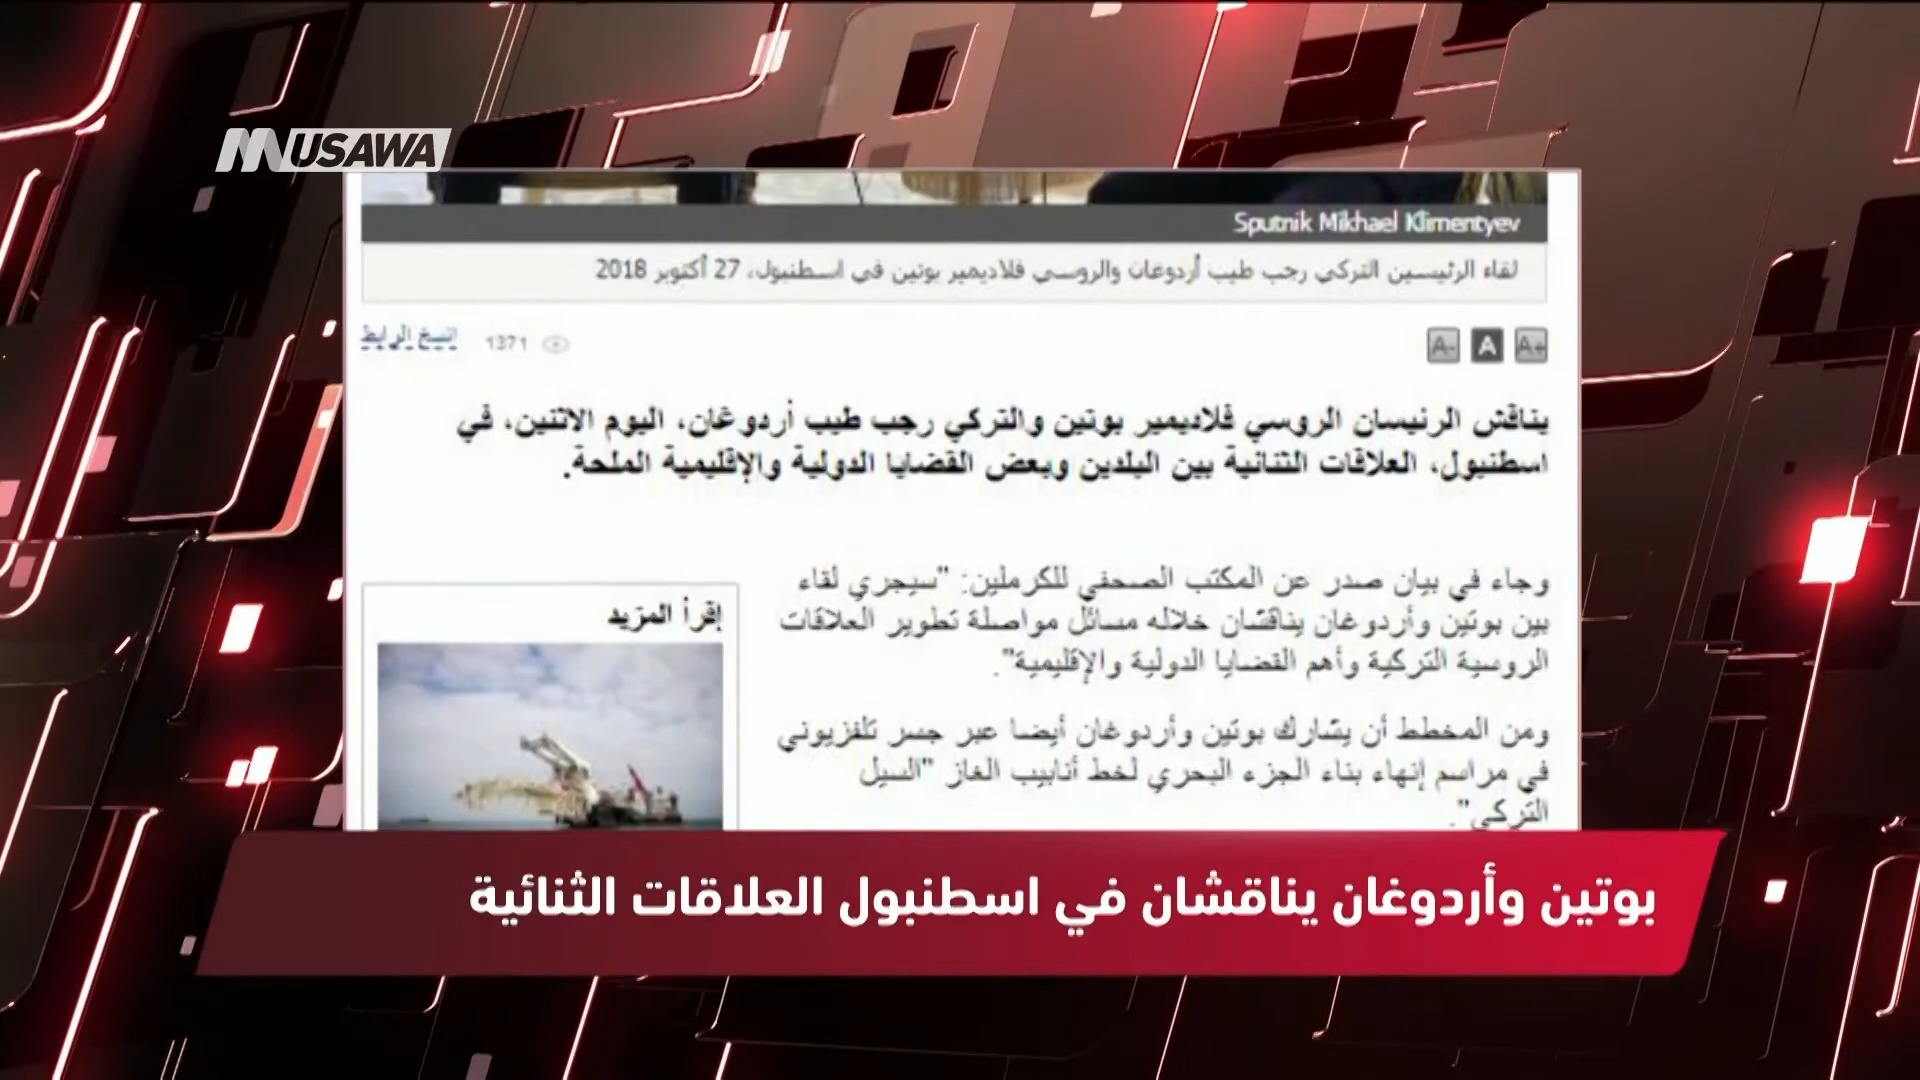 MUSAWA
Sputnik Mikhael Klimentyev
لقاء الرئيسين التركي رجب طيب أردوغان والروسي فلاديمير بوتين في اسطنبول، 27 أكتوبر 2018
A+ A A-
1371 انسخ الرابط
يناقش الرئيسان الروسي فلاديمير بوتين والتركي رجب طيب أردوغان، اليوم الاثنين، في
اسطنبول، العلاقات الثنائية بين البلدين وبعض القضايا الدولية والإقليمية الملحة.
وجاء في بيان صدر عن المكتب الصحفي للكرملين: "سيجري لقاء
بين بوتين وأردوغان يناقشان خلاله مسائل مواصلة تطوير العلاقات
الروسية التركية وأهم القضايا الدولية والإقليمية".
إقرأ المزيد
ومن المخطط أن يشارك بوتين وأردوغان أيضا عبر جسر تلفزيوني
في مراسم إنهاء بناء الجزء البحري لخط أنابيب الغاز "السيل
التركي".
بوتين وأردوغان يناقشان في اسطنبول العلاقات الثنائية